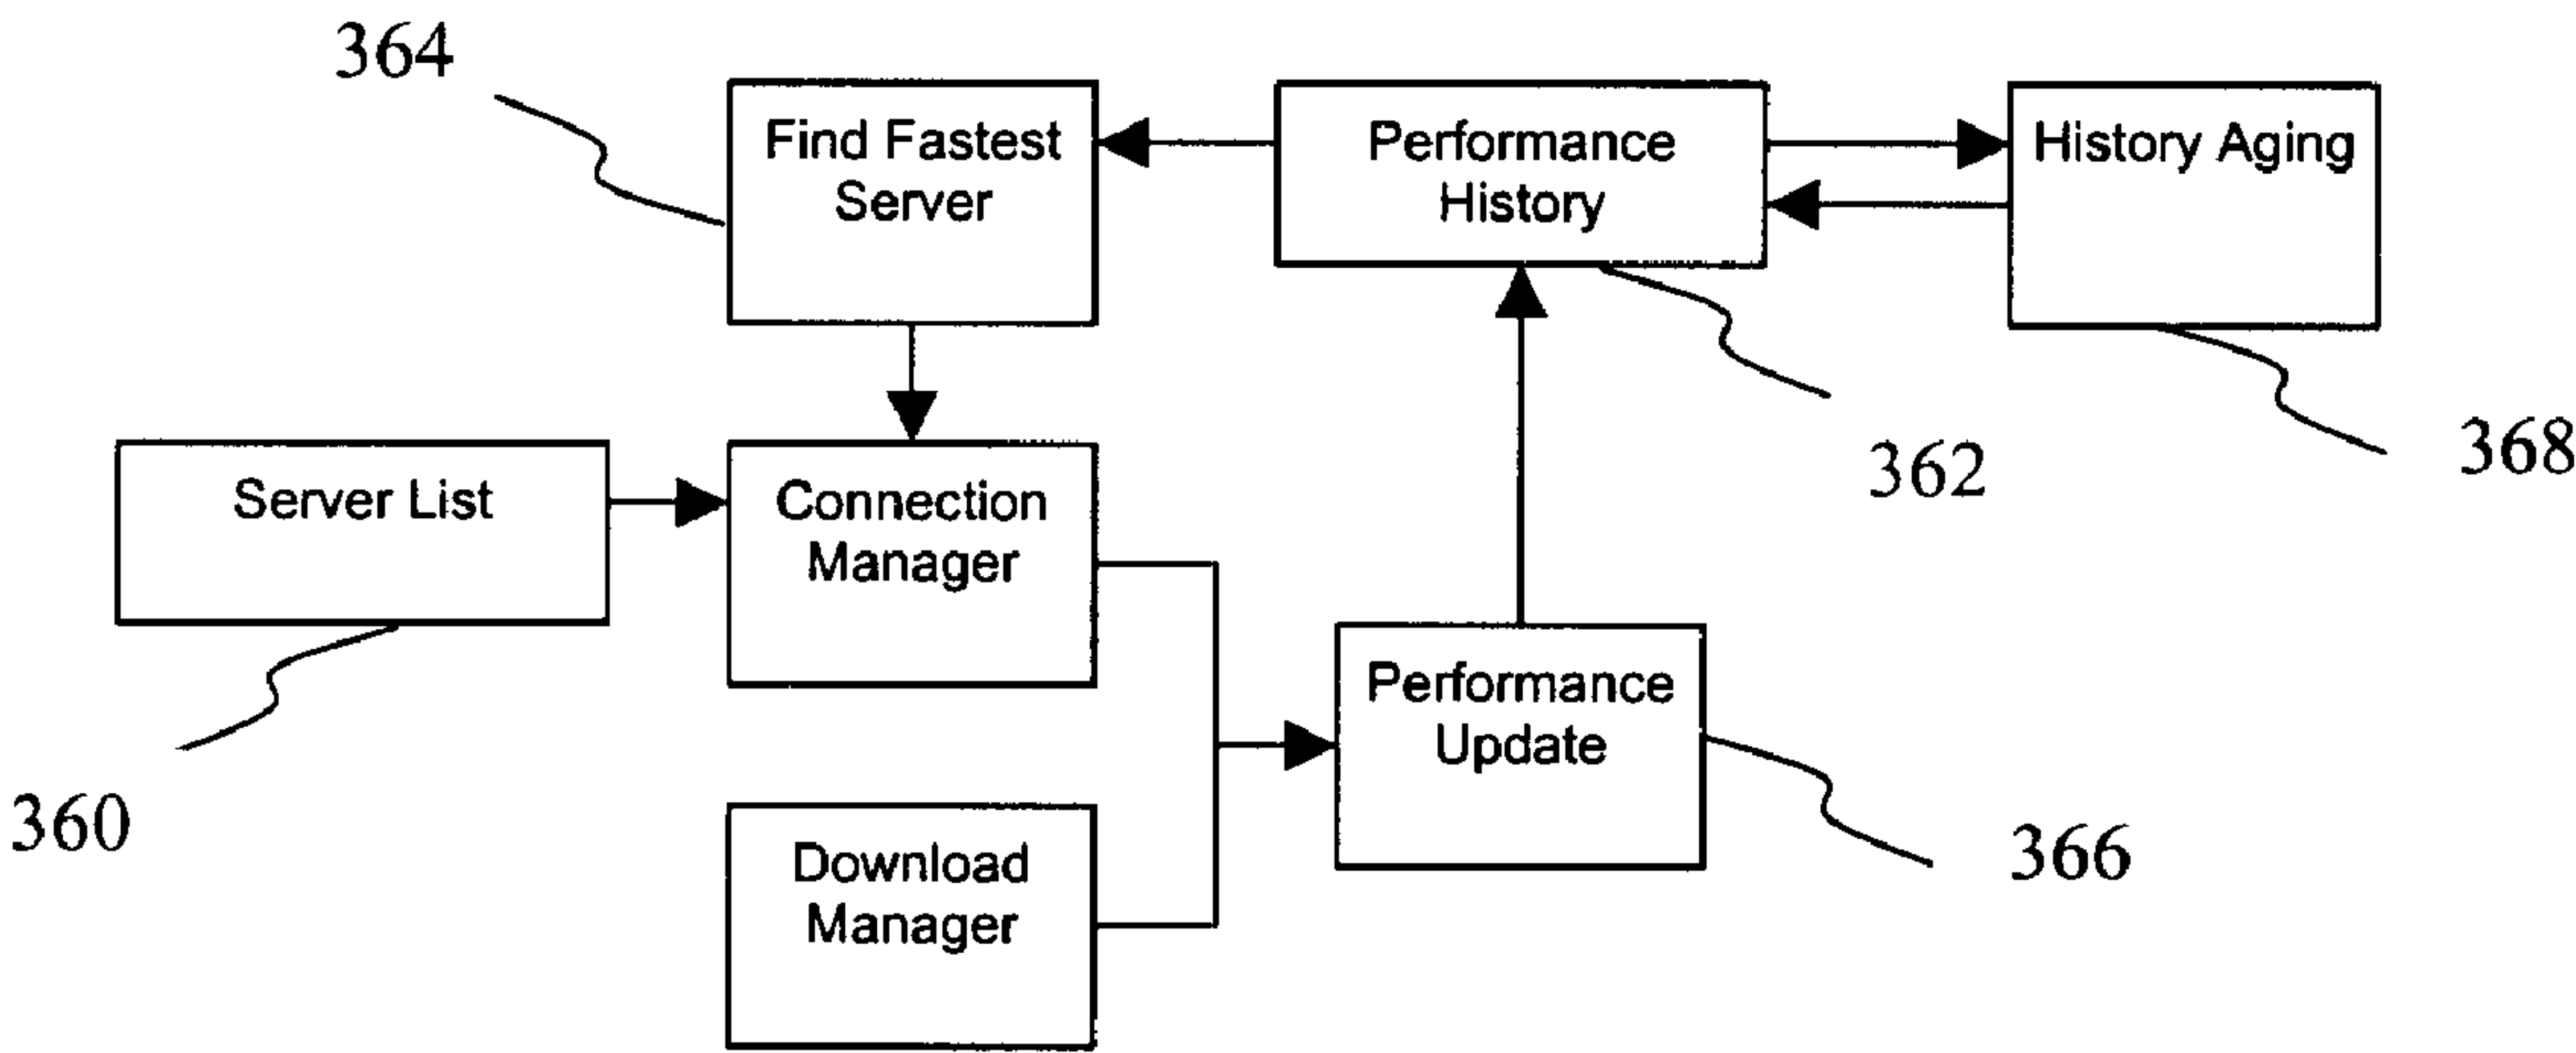 364
Find Fastest
Server
Performance
History
History Aging
362
368
Server List
Connection
Manager
360
Performance
Update
366
Download
Manager